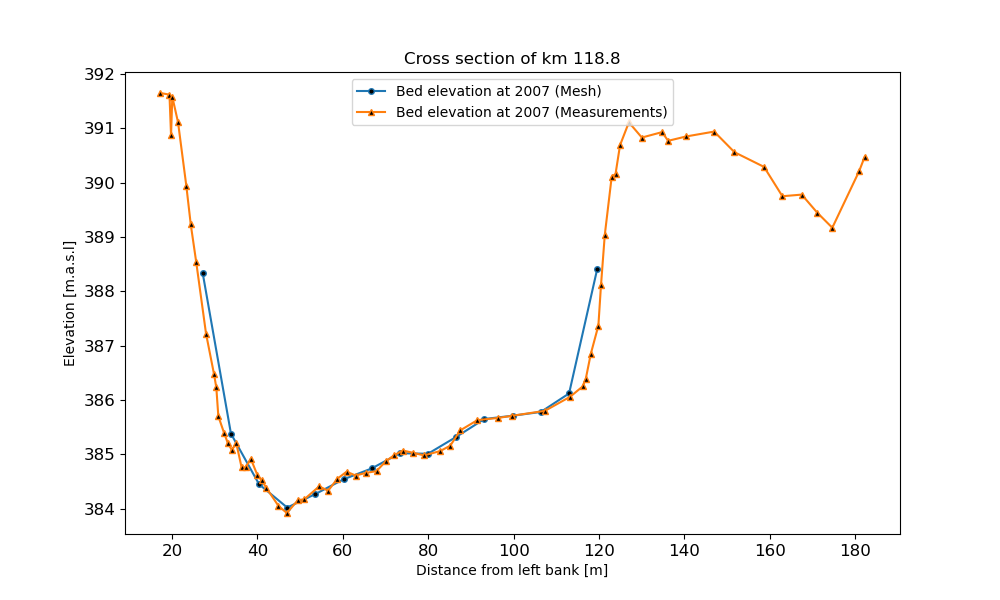 Cross section of km 118.8
Bed elevation at 2007 (Mesh)
Bed elevation at 2007 (Measurements)
392
391
390
389
388
387
386
385
384
Elevation [m.a.s.l]
20 40 60 80 100 120 140 160 180
Distance from left bank [m]